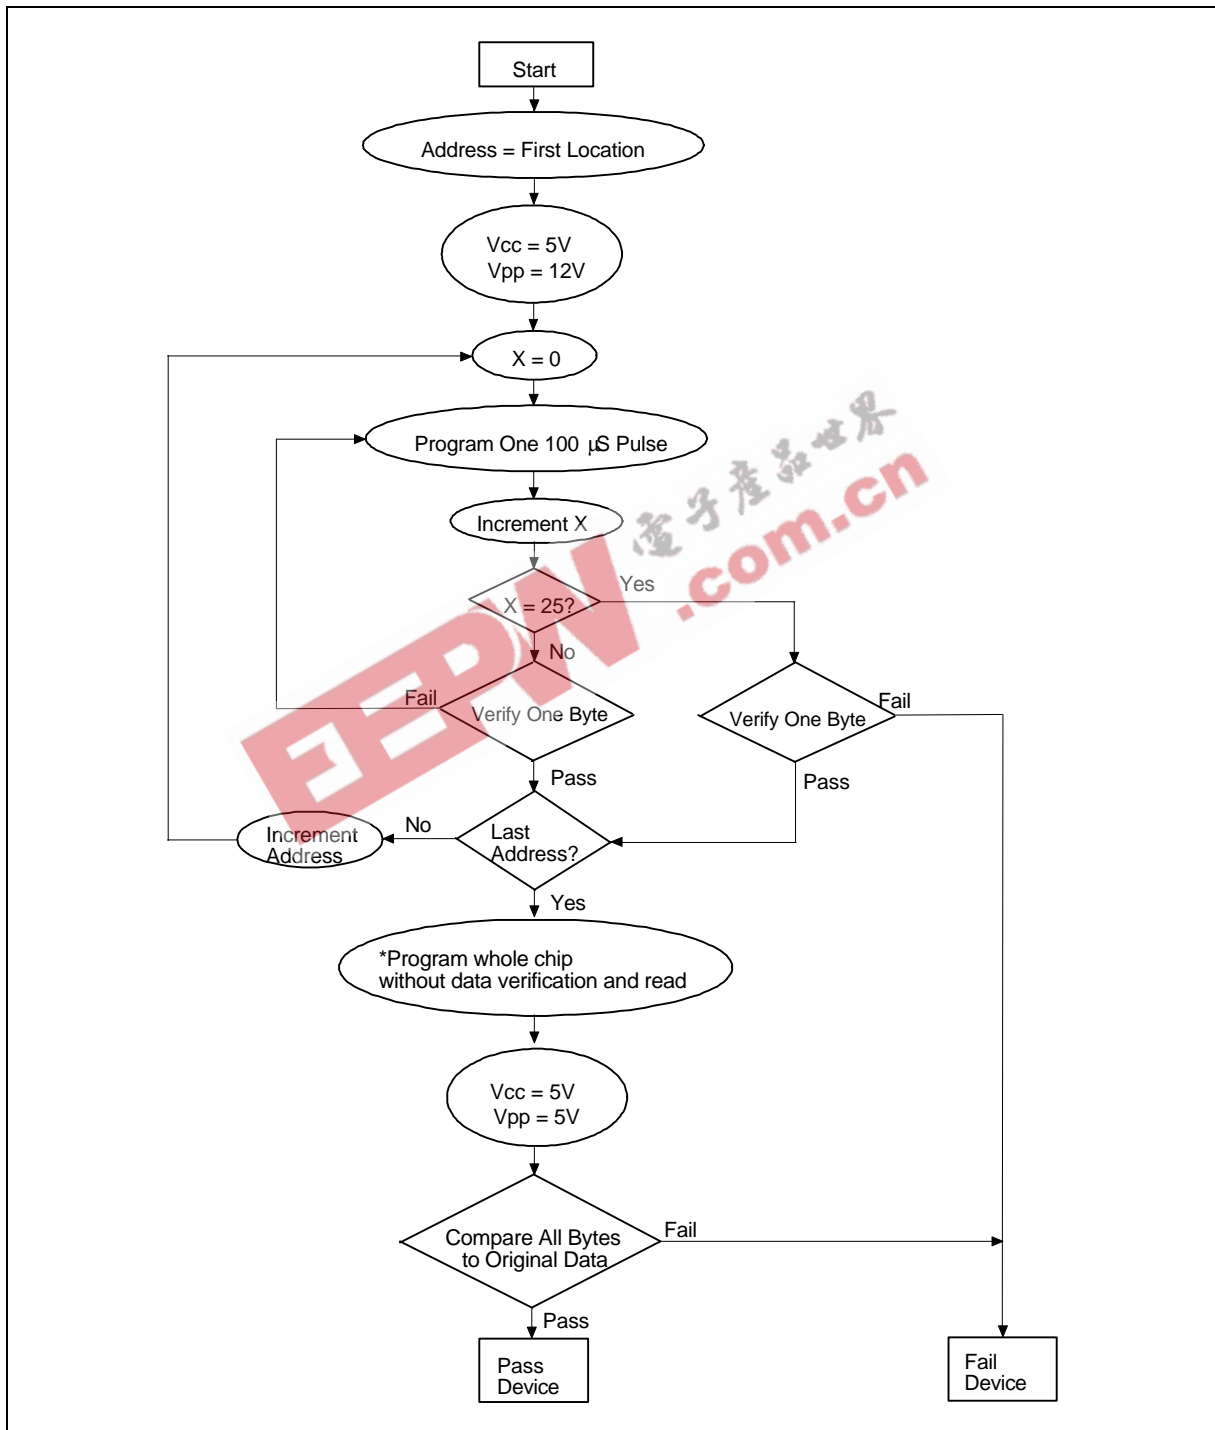 Start
Address = First Location
Vcc = 5V
Vpp = 12V
X = 0
Program One 100 µS Pulse
Increment X
X = 25?
Yes
No
Fail
Verify One Byte
Verify One Byte
Fail
Pass
Pass
Increment
Address
No
Last
Address?
Yes
*Program whole chip
without data verification and read
Vcc = 5V
Vpp = 5V
Compare All Bytes
to Original Data
Fail
Pass
Pass
Device
Fail
Device
EEPW
電子產品世界
.com.cn